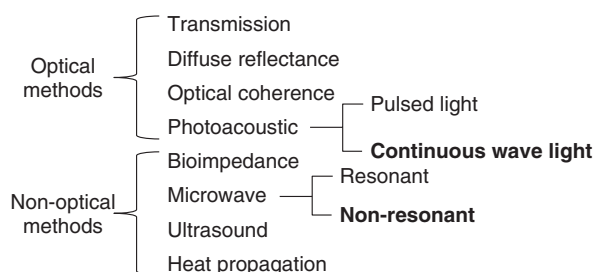 Optical
methods
Transmission
Diffuse reflectance
Optical coherence
Photoacoustic
Pulsed light
Continuous wave light
Non-optical
methods
Bioimpedance
Microwave
Resonant
Non-resonant
Ultrasound
Heat propagation